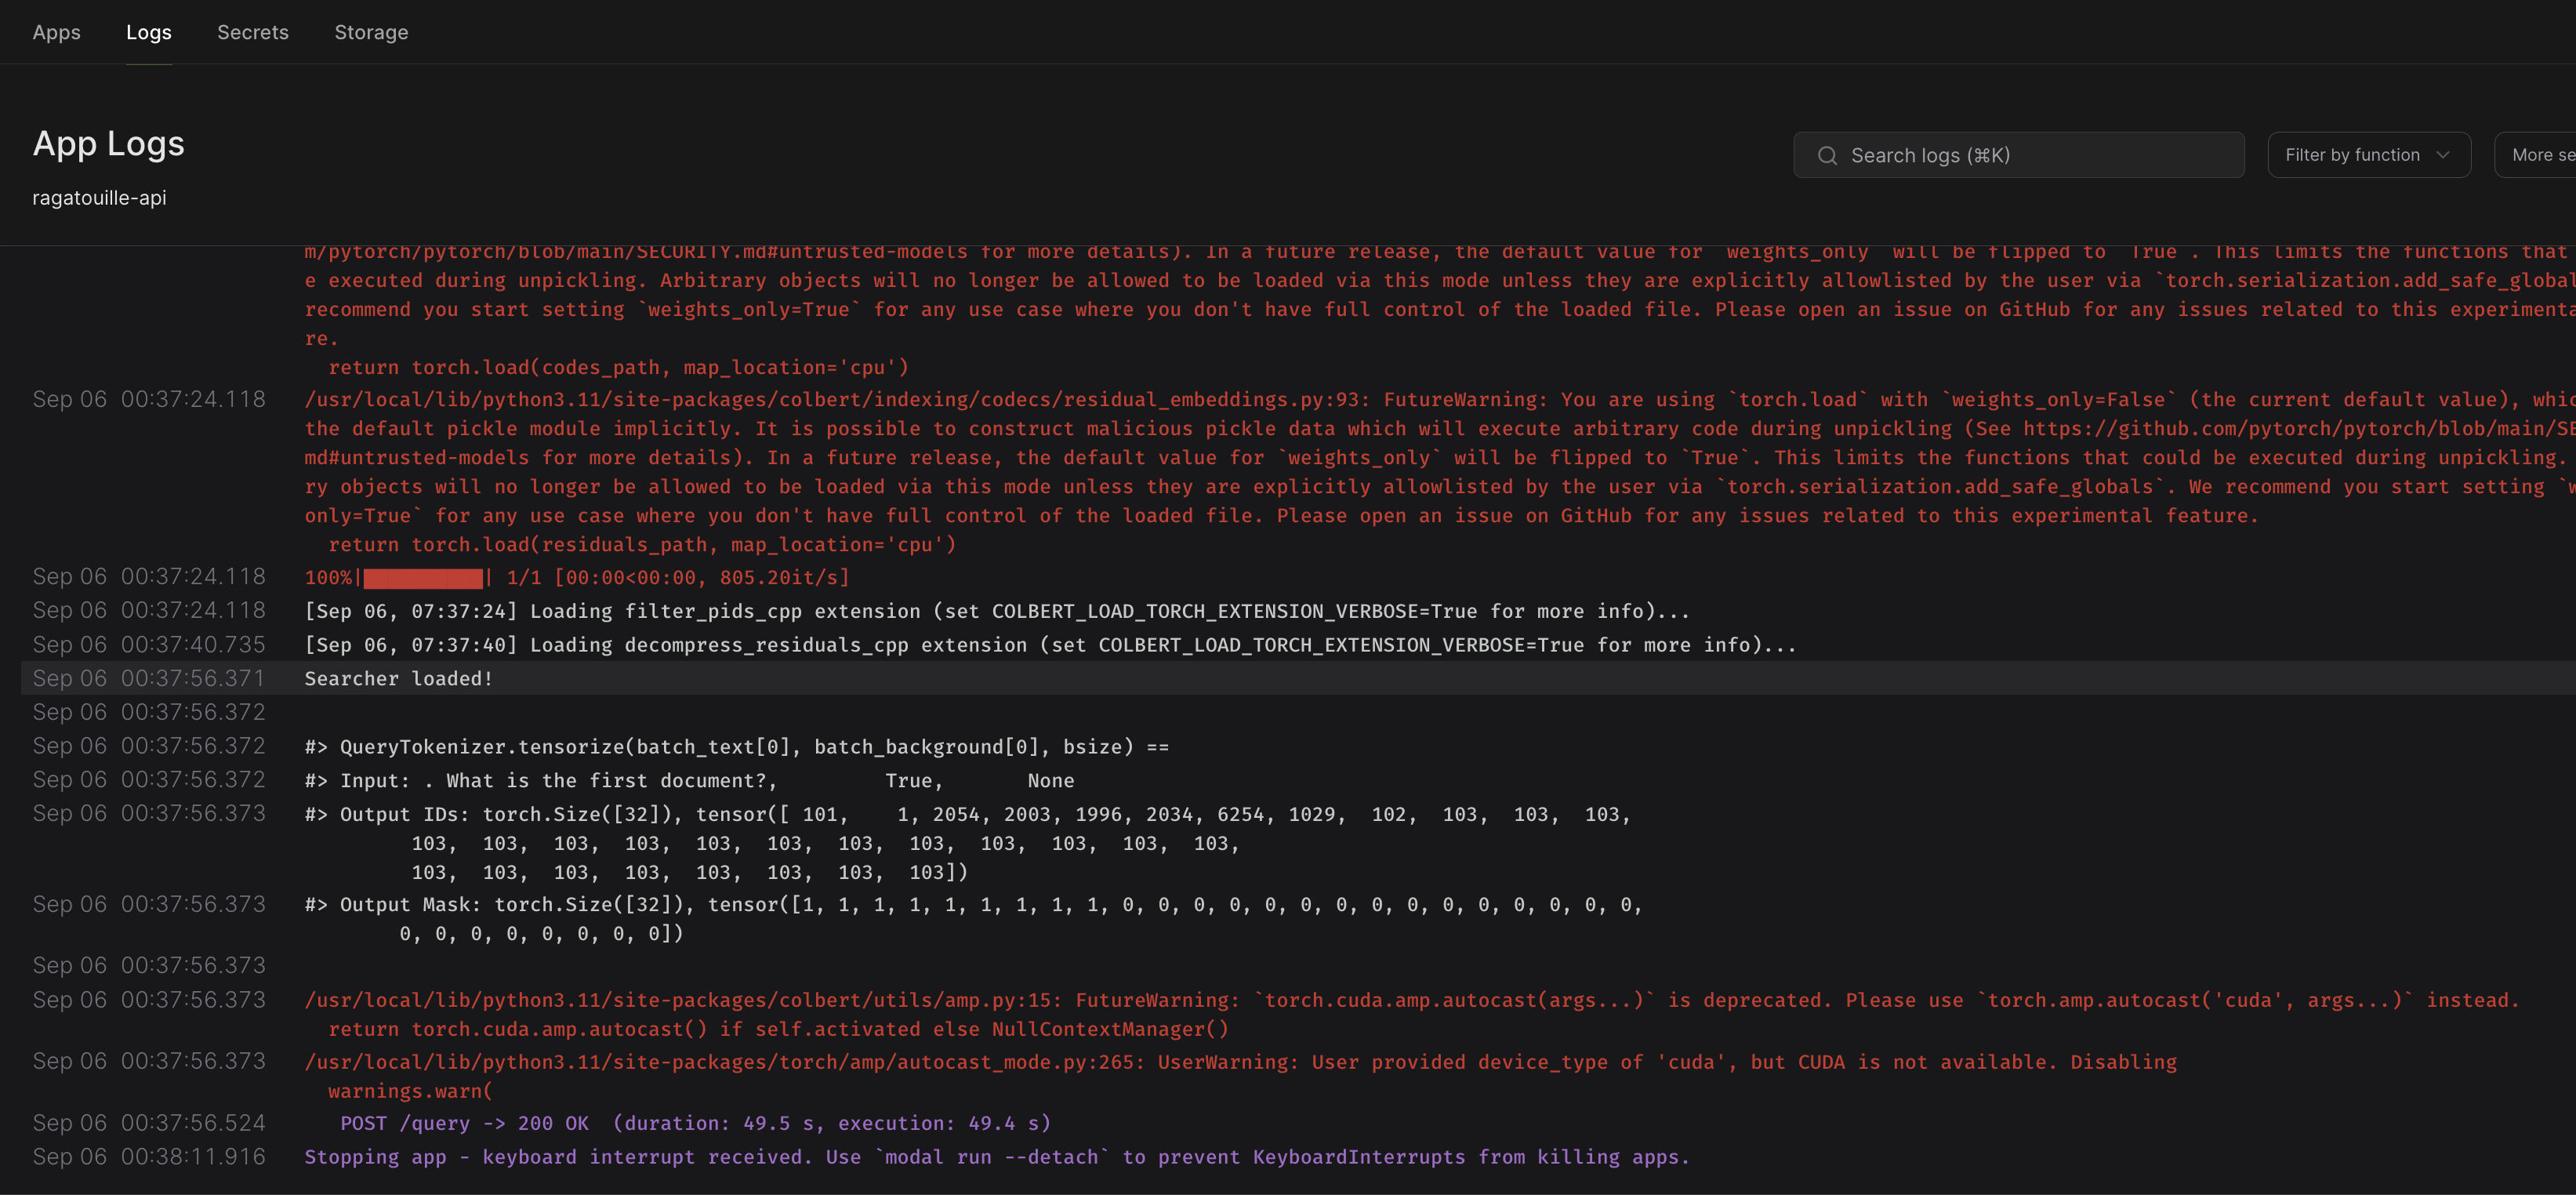 Apps Logs Secrets Storage
App Logs
Search logs (⌘K)
Filter by function
More se
ragatouille-api
m/pytorch/pytorch/blob/main/SECURITY.md#untrusted-models for more details). In a future release, the default value for `weights_only` will be flipped to `True`. This limits the functions that
e executed during unpickling. Arbitrary objects will no longer be allowed to be loaded via this mode unless they are explicitly allowlisted by the user via `torch.serialization.add_safe_global
recommend you start setting `weights_only=True` for any use case where you don't have full control of the loaded file. Please open an issue on GitHub for any issues related to this experimenta
re.
return torch.load(codes_path, map_location='cpu')
Sep 06 00:37:24.118 /usr/local/lib/python3.11/site-packages/colbert/indexing/codecs/residual_embeddings.py:93: FutureWarning: You are using `torch.load` with `weights_only=False` (the current default value), whic
the default pickle module implicitly. It is possible to construct malicious pickle data which will execute arbitrary code during unpickling (See https://github.com/pytorch/pytorch/blob/main/SE
md#untrusted-models for more details). In a future release, the default value for `weights_only` will be flipped to `True`. This limits the functions that could be executed during unpickling.
ry objects will no longer be allowed to be loaded via this mode unless they are explicitly allowlisted by the user via `torch.serialization.add_safe_globals`. We recommend you start setting `w
only=True` for any use case where you don't have full control of the loaded file. Please open an issue on GitHub for any issues related to this experimental feature.
return torch.load(residuals_path, map_location='cpu')
Sep 06 00:37:24.118 100%|██████████| 1/1 [00:00<00:00, 805.20it/s]
Sep 06 00:37:24.118 [Sep 06, 07:37:24] Loading filter_pids_cpp extension (set COLBERT_LOAD_TORCH_EXTENSION_VERBOSE=True for more info)...
Sep 06 00:37:40.735 [Sep 06, 07:37:40] Loading decompress_residuals_cpp extension (set COLBERT_LOAD_TORCH_EXTENSION_VERBOSE=True for more info)...
Sep 06 00:37:56.371 Searcher loaded!
Sep 06 00:37:56.372
Sep 06 00:37:56.372 #> QueryTokenizer.tensorize(batch_text[0], batch_background[0], bsize) ==
Sep 06 00:37:56.372 #> Input: . What is the first document?, True, None
Sep 06 00:37:56.373 #> Output IDs: torch.Size([32]), tensor([ 101, 1, 2054, 2003, 1996, 2034, 6254, 1029, 102, 103, 103, 103,
103, 103, 103, 103, 103, 103, 103, 103, 103, 103, 103, 103,
103, 103, 103, 103, 103, 103, 103, 103])
Sep 06 00:37:56.373 #> Output Mask: torch.Size([32]), tensor([1, 1, 1, 1, 1, 1, 1, 1, 1, 0, 0, 0, 0, 0, 0, 0, 0, 0, 0, 0, 0, 0, 0, 0,
0, 0, 0, 0, 0, 0, 0, 0])
Sep 06 00:37:56.373
Sep 06 00:37:56.373 /usr/local/lib/python3.11/site-packages/colbert/utils/amp.py:15: FutureWarning: `torch.cuda.amp.autocast(args...)` is deprecated. Please use `torch.amp.autocast('cuda', args...)` instead.
return torch.cuda.amp.autocast() if self.activated else NullContextManager()
Sep 06 00:37:56.373 /usr/local/lib/python3.11/site-packages/torch/amp/autocast_mode.py:265: UserWarning: User provided device_type of 'cuda', but CUDA is not available. Disabling
warnings.warn(
Sep 06 00:37:56.524 POST /query -> 200 OK (duration: 49.5 s, execution: 49.4 s)
Sep 06 00:38:11.916 Stopping app - keyboard interrupt received. Use `modal run --detach` to prevent KeyboardInterrupts from killing apps.